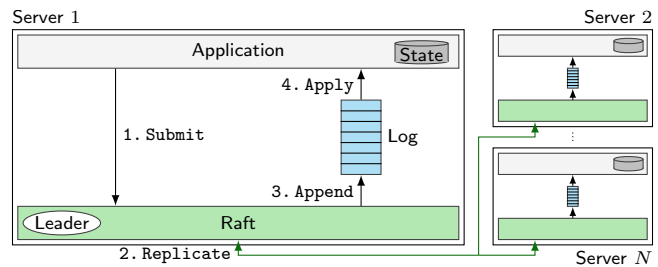 Server 1
Server 2
Application
State
4. Apply
1. Submit
Log
3. Append
Leader
Raft
2. Replicate
⋮
Server N